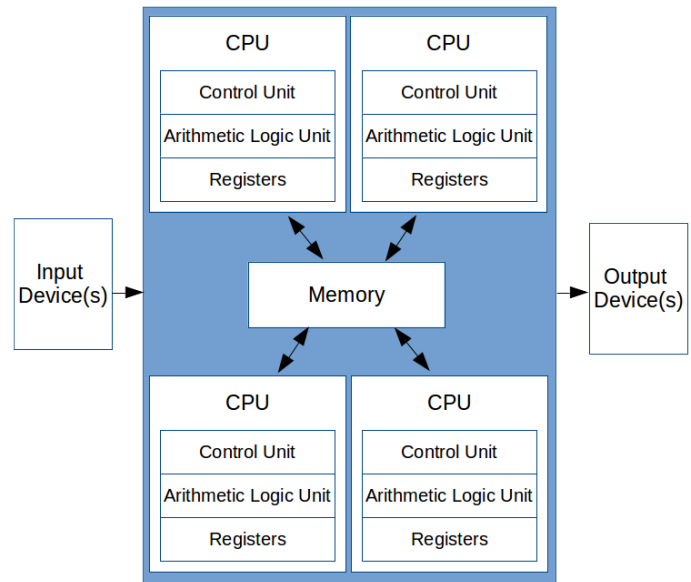 CPU
Control Unit
Arithmetic Logic Unit
Registers
CPU
Control Unit
Arithmetic Logic Unit
Registers
Input
Device(s)
Memory
Output
Device(s)
CPU
Control Unit
Arithmetic Logic Unit
Registers
CPU
Control Unit
Arithmetic Logic Unit
Registers